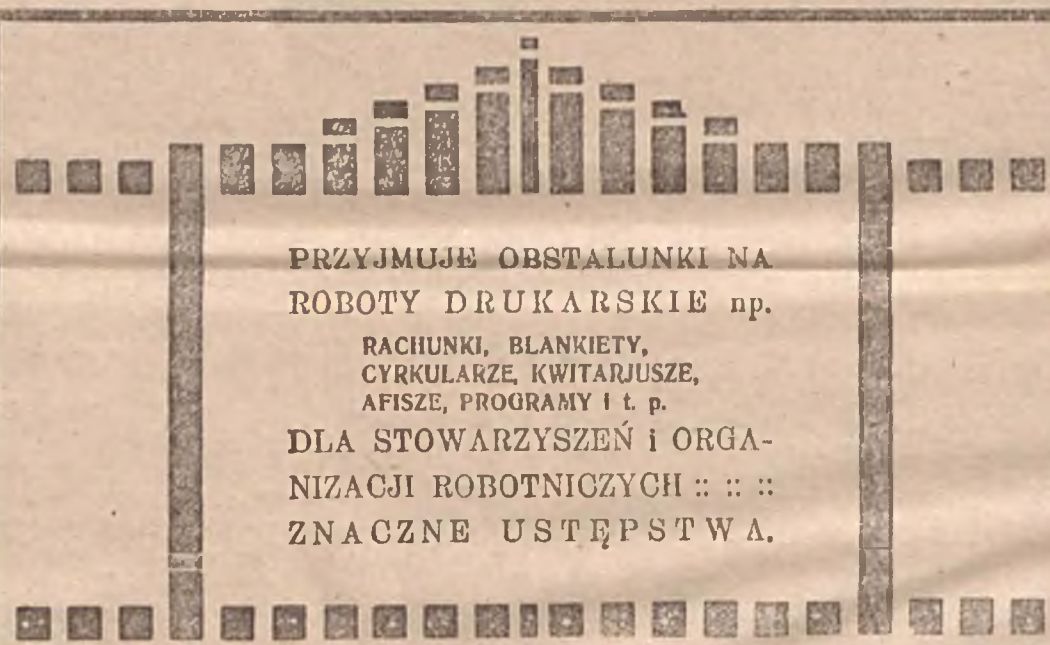 PRZYJMUJE OBSTALUNKI NA
ROBOTY DRUKARSKIE np.
RACHUNKI, BLANKIETY,
CYRKULARZE, KWITARJUSZE,
AFISZE, PROGRAMY i t. p.
DLA STOWARZYSZEŃ i ORGA-
NIZACJI ROBOTNICZYCH :: :: ::
ZNACZNE USTĘPSTWA.